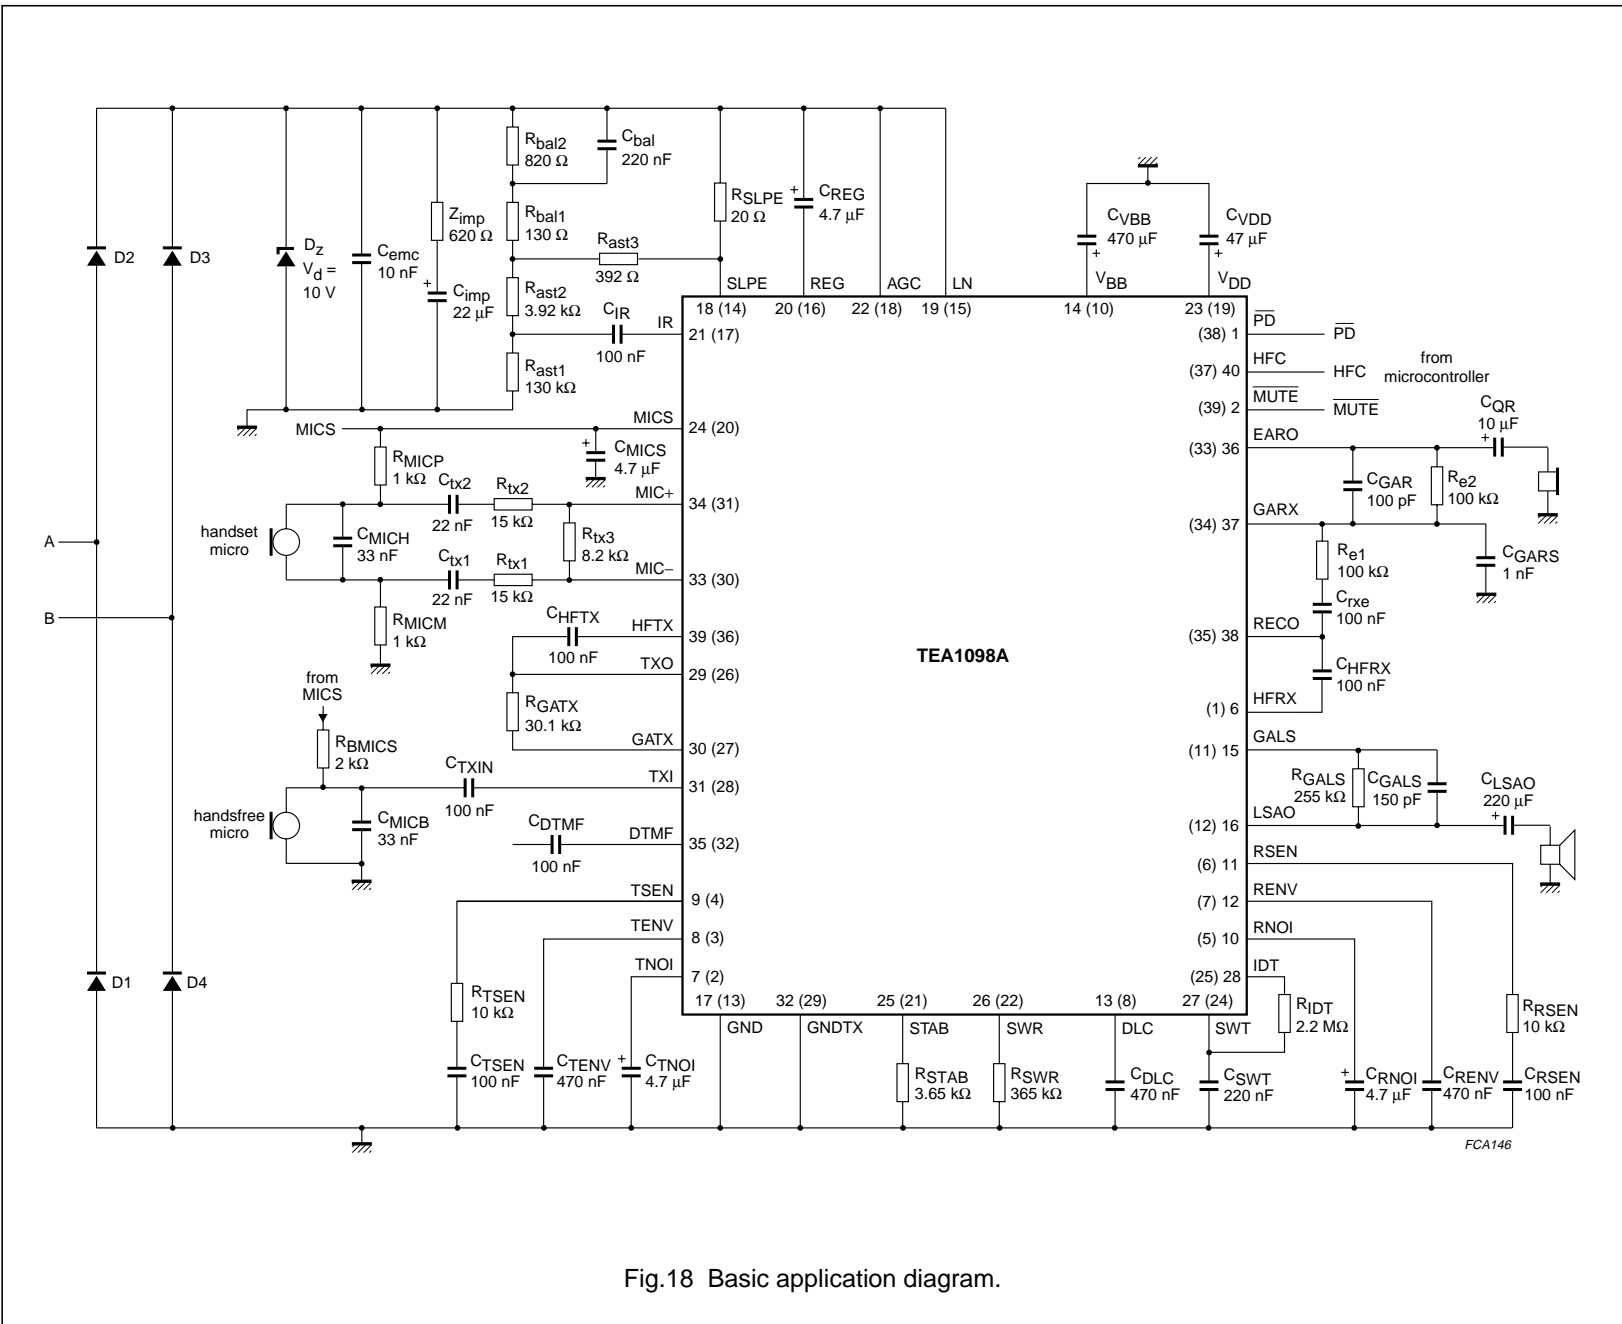 Rbal2
820 Ω
Cbal
220 nF
RSLPE
20 Ω
+ CREG
4.7 μF
CVBB
470 μF
+
CVDD
47 μF
+
D2
D3
DZ
Vd =
10 V
Cemc
10 nF
Zimp
620 Ω
+
Cimp
22 μF
Rbal1
130 Ω
Rast3
392 Ω
Rast2
3.92 kΩ
CIR
100 nF
Rast1
130 kΩ
IR
SLPE
REG
AGC
LN
VBB
VDD
18 (14)
20 (16)
22 (18)
19 (15)
14 (10)
23 (19)
21 (17)
(38) 1
PD
PD
(37) 40
HFC
HFC
from
microcontroller
(39) 2
MUTE
MUTE
MICS
MICS
24 (20)
+
CMICS
4.7 μF
(33) 36
EARO
CQR
10 μF
+
RMICP
1 kΩ
Ctx2
22 nF
Rtx2
15 kΩ
MIC+
34 (31)
Rtx3
8.2 kΩ
CGAR
100 pF
Re2
100 kΩ
(34) 37
GARX
A
handset
micro
CMICH
33 nF
Ctx1
22 nF
Rtx1
15 kΩ
MIC−
33 (30)
Re1
100 kΩ
CGARS
1 nF
B
RMICM
1 kΩ
CHFTX
100 nF
HFTX
39 (36)
Crxe
100 nF
(35) 38
RECO
TEA1098A
TXO
29 (26)
CHFRX
100 nF
from
MICS
RGATX
30.1 kΩ
(1) 6
HFRX
RBMICS
2 kΩ
GATX
30 (27)
(11) 15
GALS
CTXIN
100 nF
TXI
31 (28)
RGALS
255 kΩ
CGALS
150 pF
CLSAO
220 μF
+
handsfree
micro
CMICB
33 nF
CDTMF
100 nF
DTMF
35 (32)
(12) 16
LSAO
(6) 11
RSEN
TSEN
9 (4)
(7) 12
RENV
TENV
8 (3)
(5) 10
RNOI
TNOI
7 (2)
(25) 28
IDT
D1
D4
17 (13)
32 (29)
25 (21)
26 (22)
13 (8)
27 (24)
GND
GNDTX
STAB
SWR
DLC
SWT
RTSEN
10 kΩ
RIDT
2.2 MΩ
RRSEN
10 kΩ
CTSEN
100 nF
CTENV
470 nF
+
CTNOI
4.7 μF
RSTAB
3.65 kΩ
RSWR
365 kΩ
CDLC
470 nF
CSWT
220 nF
+
CRNOI
4.7 μF
CRENV
470 nF
CRSEN
100 nF
FCA146
Fig.18 Basic application diagram.